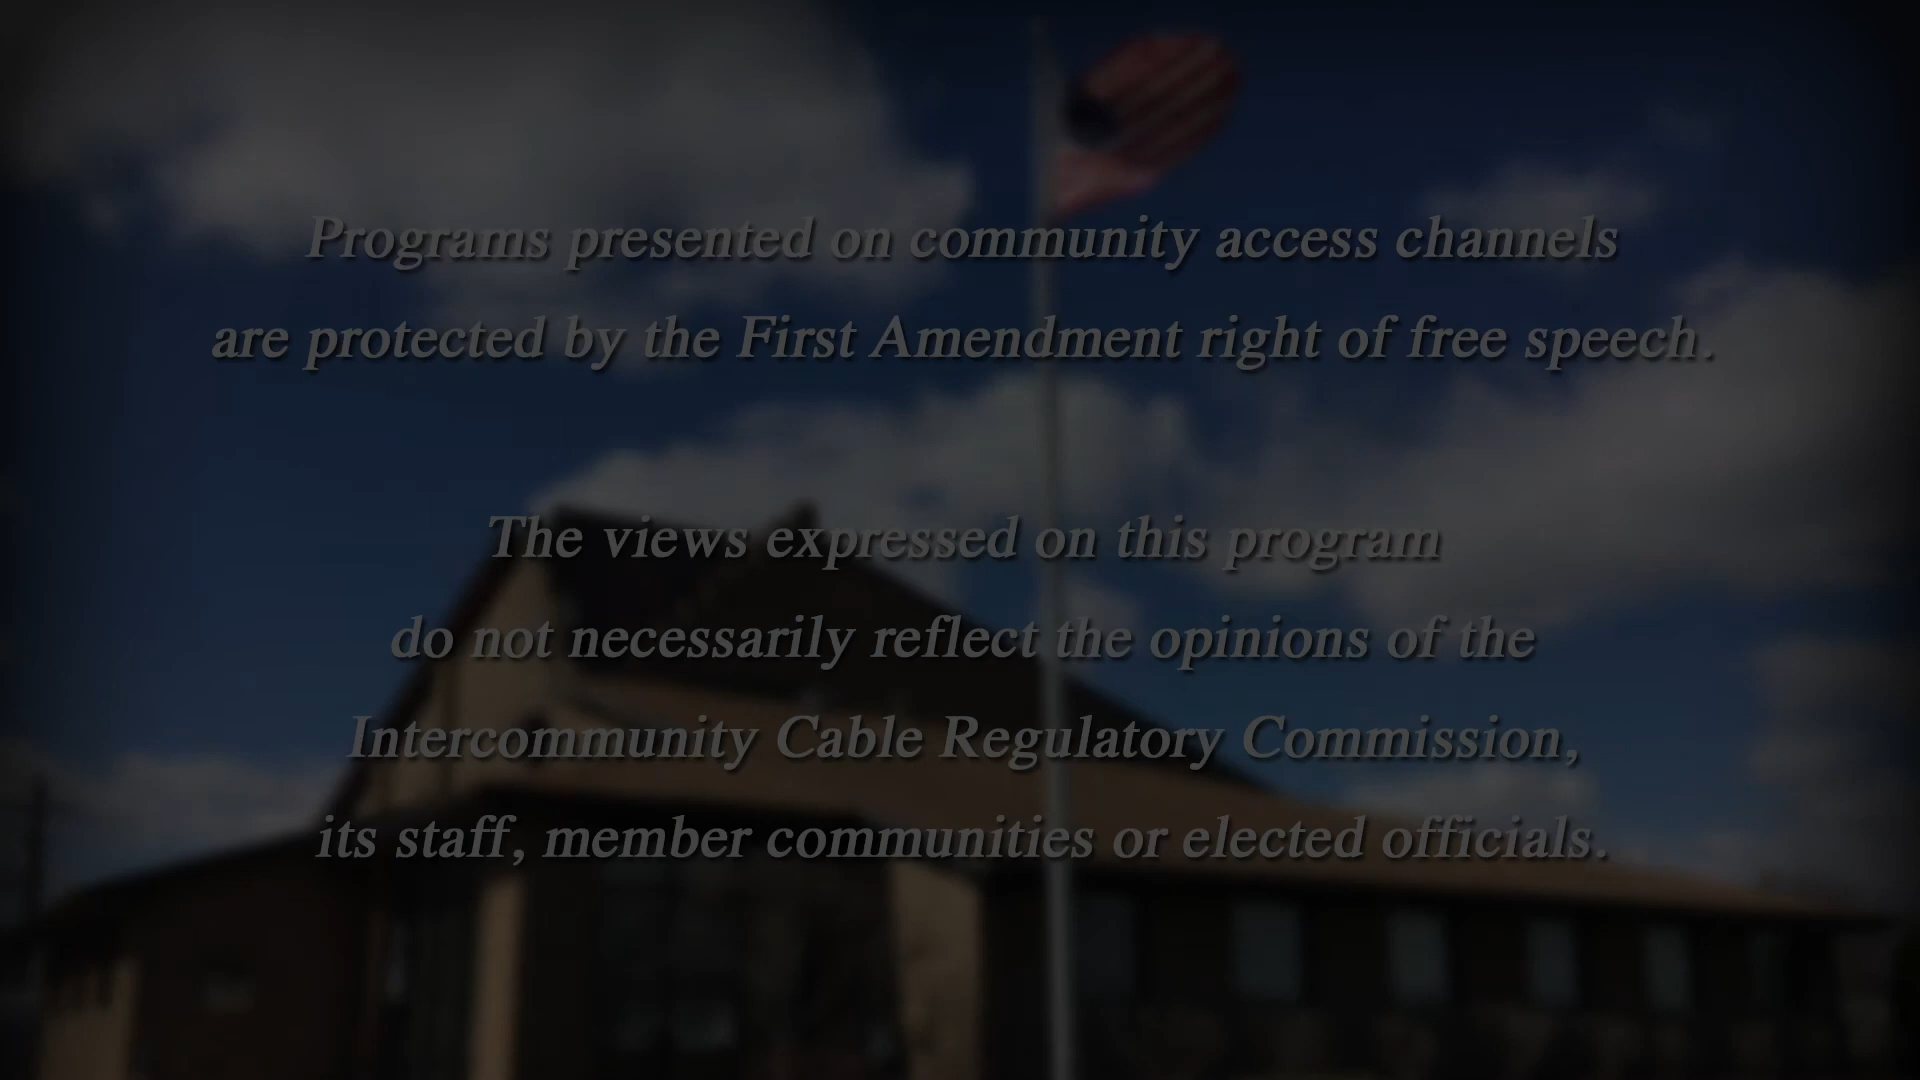 Programs presented on community access channels
are protected by the First Amendment right of free speech.
The views expressed on this program
do not necessarily reflect the opinions of the
Intercommunity Cable Regulatory Commission,
its staff, member communities or elected officials.